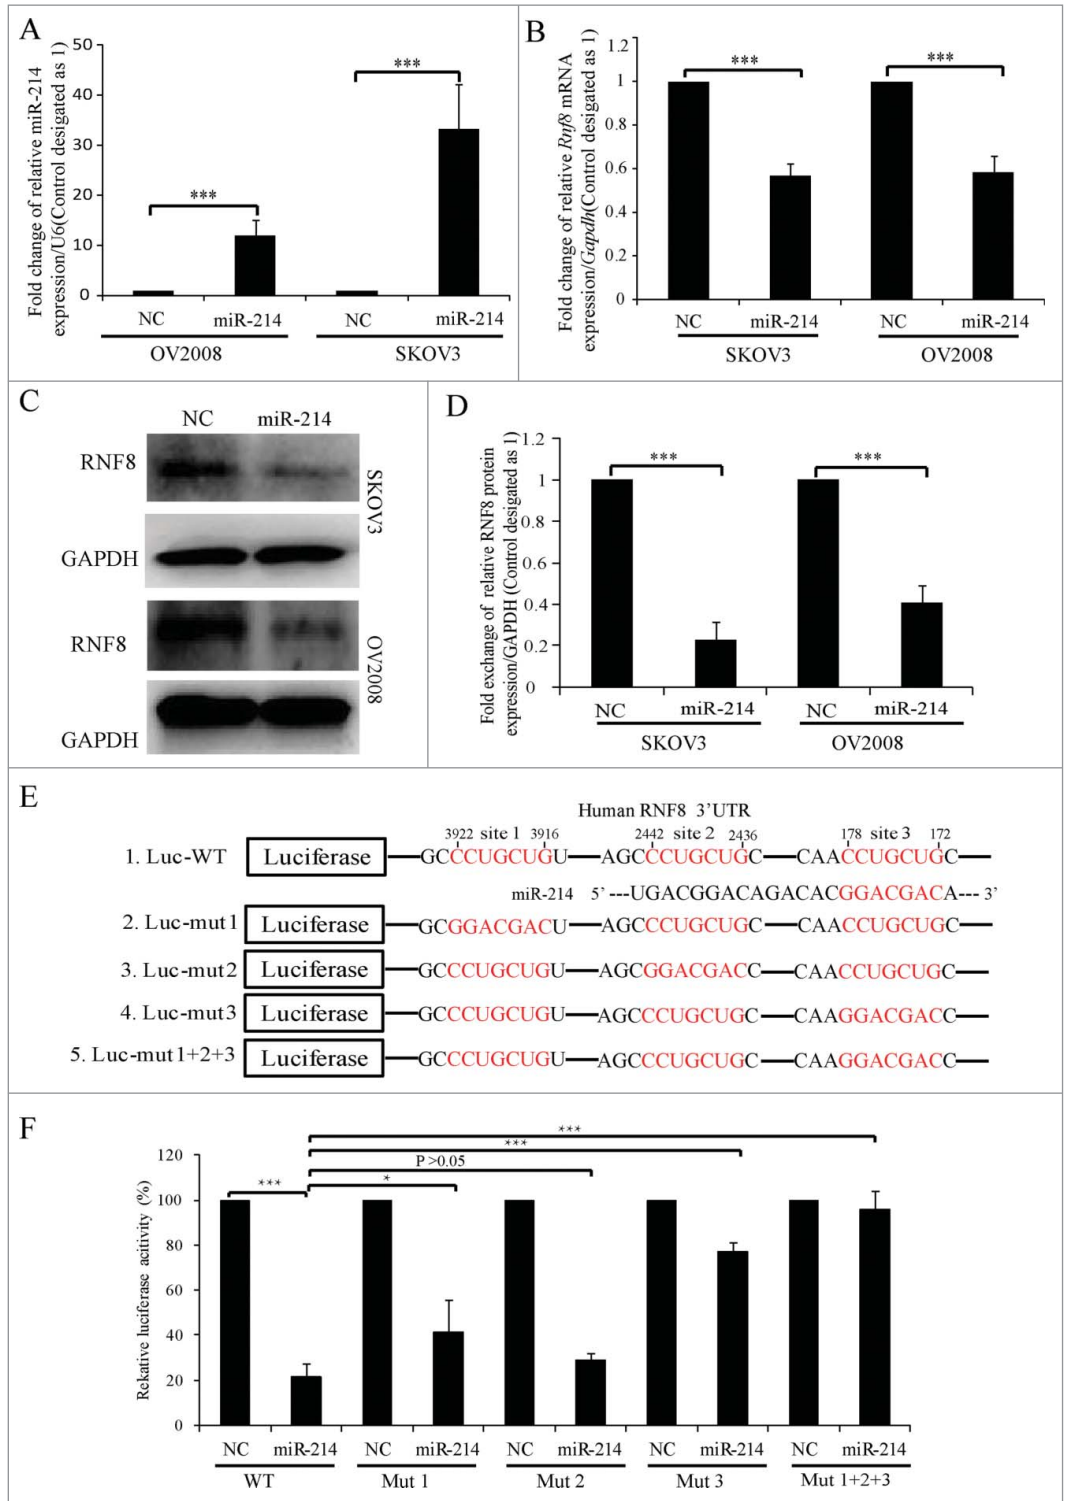 A
Fold change of relative miR-214
expression/U6(Control desigated as 1)
50
40
30
20
10
0
***
***
NC
miR-214
NC
miR-214
OV2008
SKOV3
B
Fold change of relative Rnf8 mRNA
expression/Gapdh(Control desigated as 1)
1.2
1
0.8
0.6
0.4
0.2
0
***
***
NC
miR-214
NC
miR-214
SKOV3
OV2008
C
NC
miR-214
RNF8
GAPDH
SKOV3
RNF8
GAPDH
OV2008
D
Fold exchange of relative RNF8 protein
expression/GAPDH (Control desigated as 1)
1.2
1
0.8
0.6
0.4
0.2
0
***
***
NC
miR-214
NC
miR-214
SKOV3
OV2008
E
Human RNF8 3’UTR
3922 site 1 3916
2442 site 2 2436
178 site 3 172
1. Luc-WT Luciferase GCCCUGCUGU AGCCCUGCUGC CAACCUGCUGC
miR-214 5’ ---UGACGGACAGACACGGACGACA--- 3’
2. Luc-mut1 Luciferase GCGGACGACU AGCCCUGCUGC CAACCUGCUGC
3. Luc-mut2 Luciferase GCCCUGCUGU AGCGGACGACC CAACCUGCUGC
4. Luc-mut3 Luciferase GCCCUGCUGU AGCCCUGCUGC CAAGGACGACC
5. Luc-mut1+2+3 Luciferase GCCCUGCUGU AGCCCUGCUGC CAAGGACGACC
F
Rekative luciferase acitivity (%)
120
100
80
60
40
20
0
***
*
P >0.05
***
***
NC
miR-214
NC
miR-214
NC
miR-214
NC
miR-214
NC
miR-214
WT
Mut 1
Mut 2
Mut 3
Mut 1+2+3